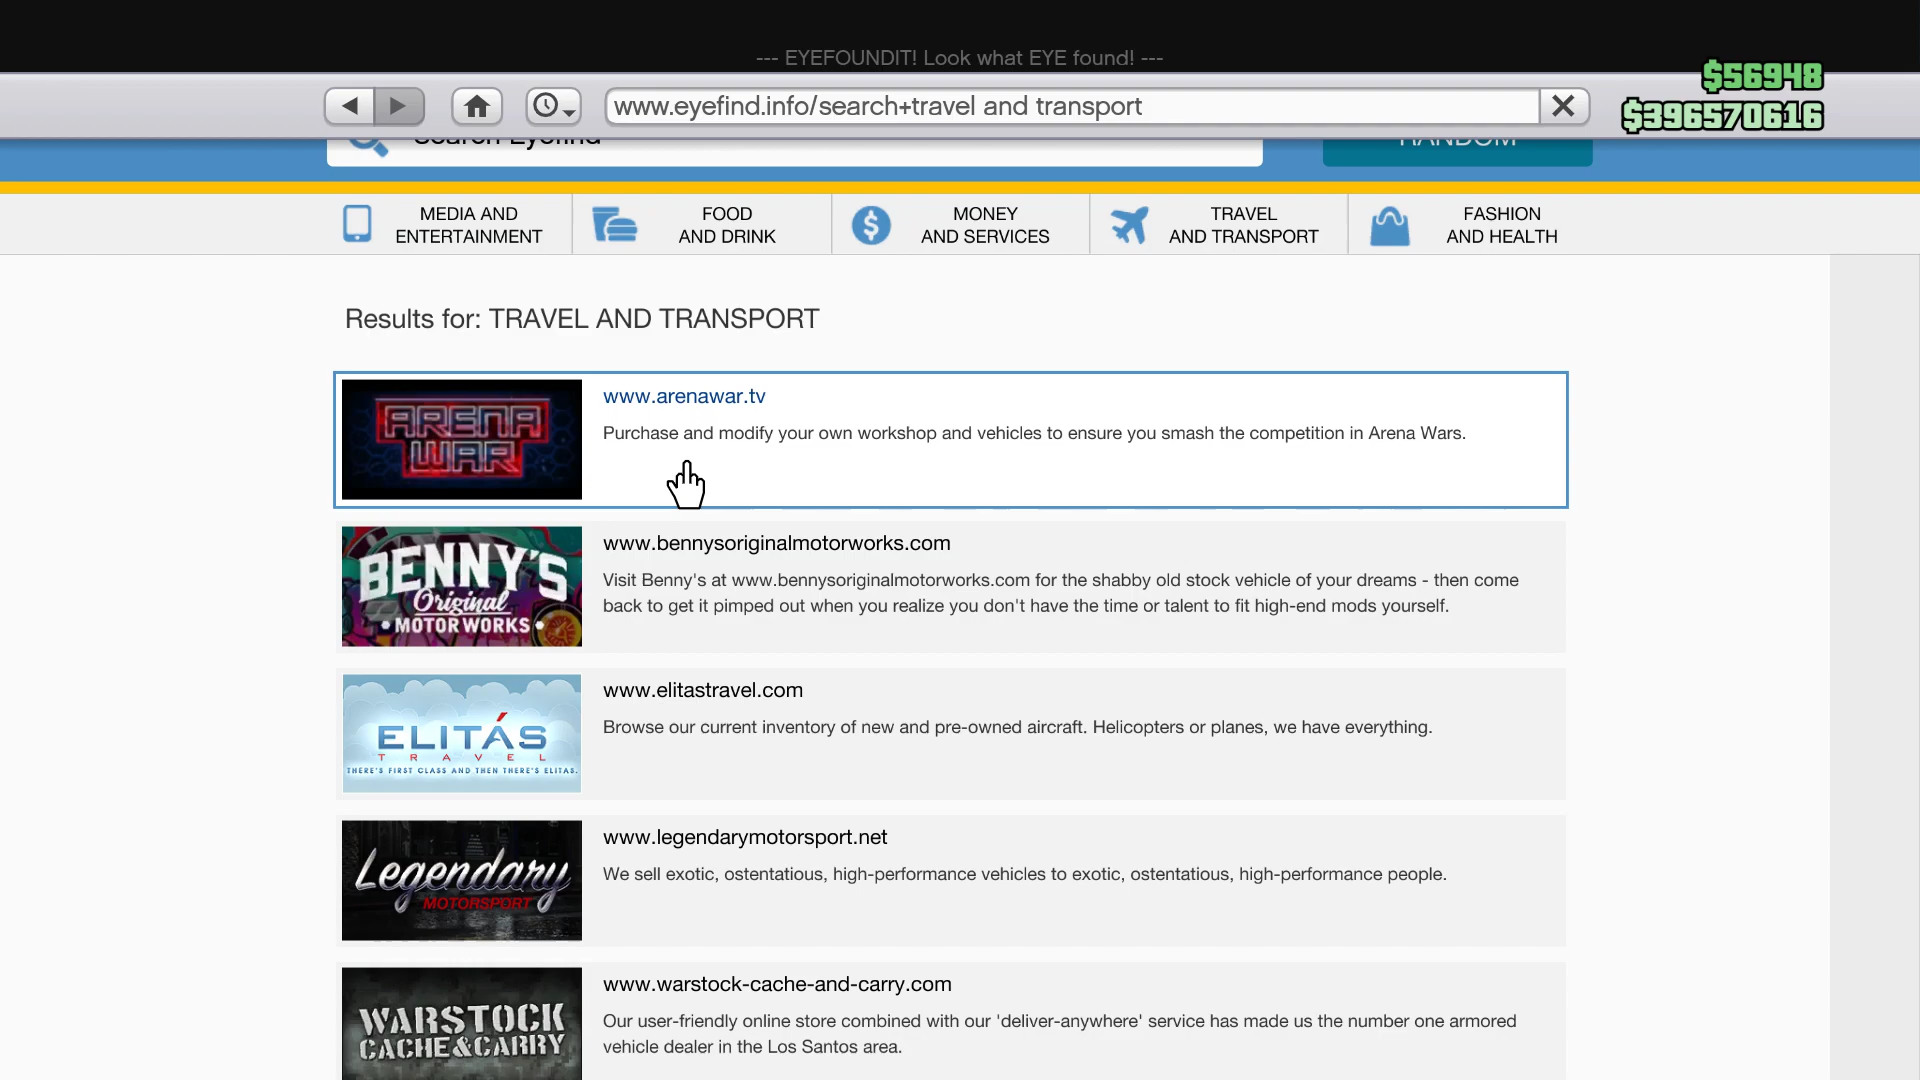 --- EYEFOUNDIT! Look what EYE found! ---
$56948
www.eyefind.info/search+travel and transport
$396570616
Search Eyefind
RANDOM
MEDIA AND
ENTERTAINMENT
FOOD
AND DRINK
MONEY
AND SERVICES
TRAVEL
AND TRANSPORT
FASHION
AND HEALTH
Results for: TRAVEL AND TRANSPORT
ARENA
WAR
www.arenawar.tv
Purchase and modify your own workshop and vehicles to ensure you smash the competition in Arena Wars.
BENNY'S
Original
MOTOR WORKS
www.bennysoriginalmotorworks.com
Visit Benny's at www.bennysoriginalmotorworks.com for the shabby old stock vehicle of your dreams - then come
back to get it pimped out when you realize you don't have the time or talent to fit high-end mods yourself.
ELITÁS
TRAVEL
THERE'S FIRST CLASS AND THEN THERE'S ELITAS.
www.elitastravel.com
Browse our current inventory of new and pre-owned aircraft. Helicopters or planes, we have everything.
Legendary
MOTORSPORT
www.legendarymotorsport.net
We sell exotic, ostentatious, high-performance vehicles to exotic, ostentatious, high-performance people.
WARSTOCK
CACHE&CARRY
www.warstock-cache-and-carry.com
Our user-friendly online store combined with our 'deliver-anywhere' service has made us the number one armored
vehicle dealer in the Los Santos area.